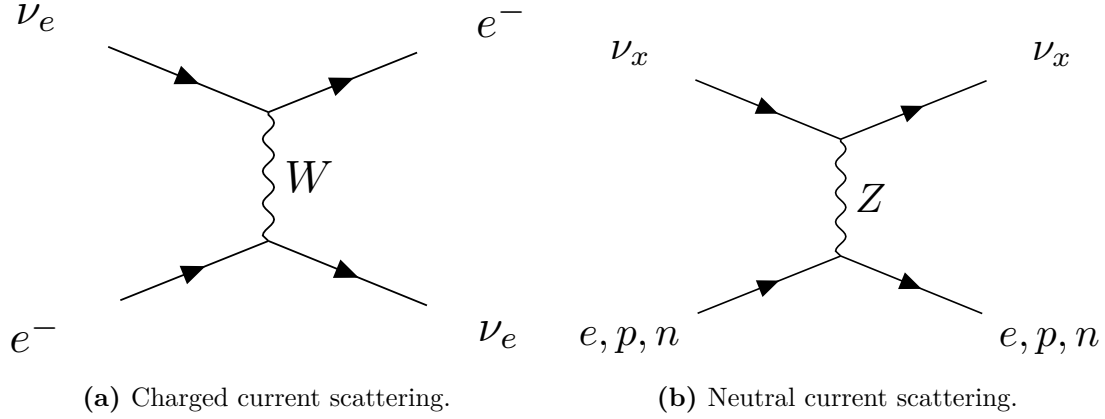 ν_e
e⁻
W
e⁻
ν_e
(a) Charged current scattering.
ν_x
ν_x
Z
e, p, n
e, p, n
(b) Neutral current scattering.